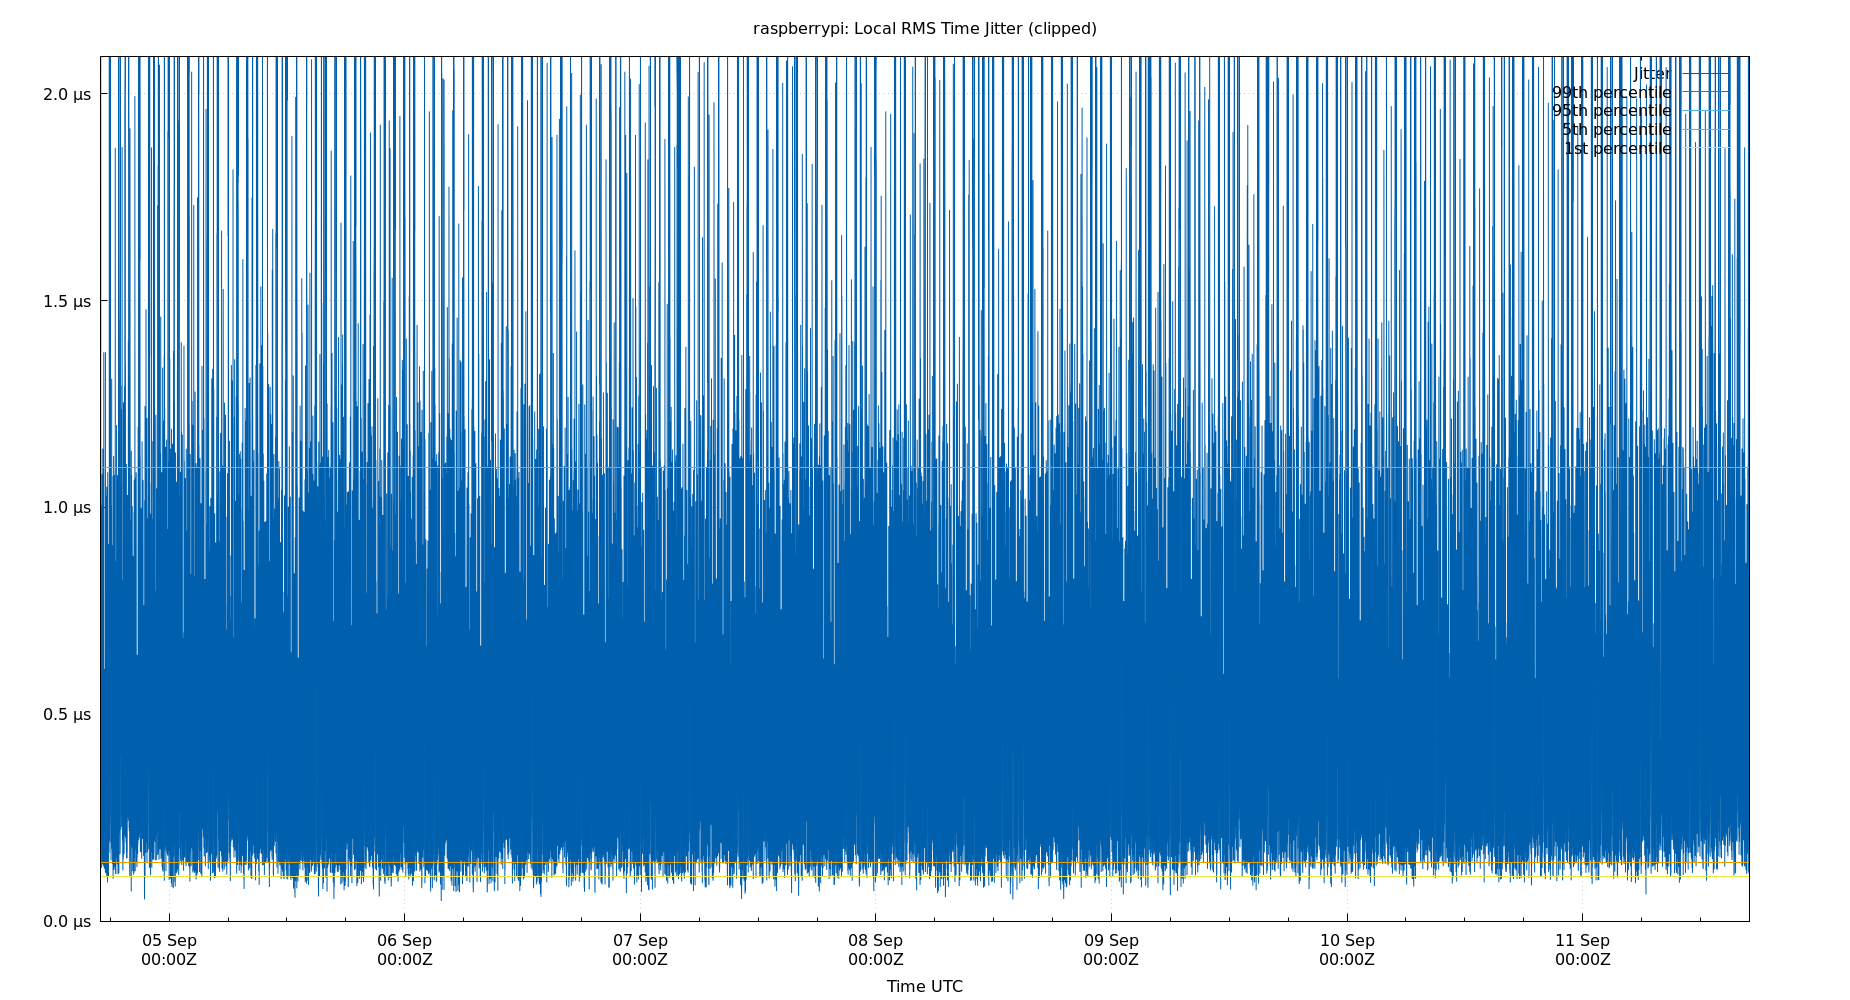 raspberrypi: Local RMS Time Jitter (clipped)
2.0 µs
1.5 µs
1.0 µs
0.5 µs
0.0 µs
Jitter
99th percentile
95th percentile
5th percentile
1st percentile
05 Sep
00:00Z
06 Sep
00:00Z
07 Sep
00:00Z
08 Sep
00:00Z
09 Sep
00:00Z
10 Sep
00:00Z
11 Sep
00:00Z
Time UTC